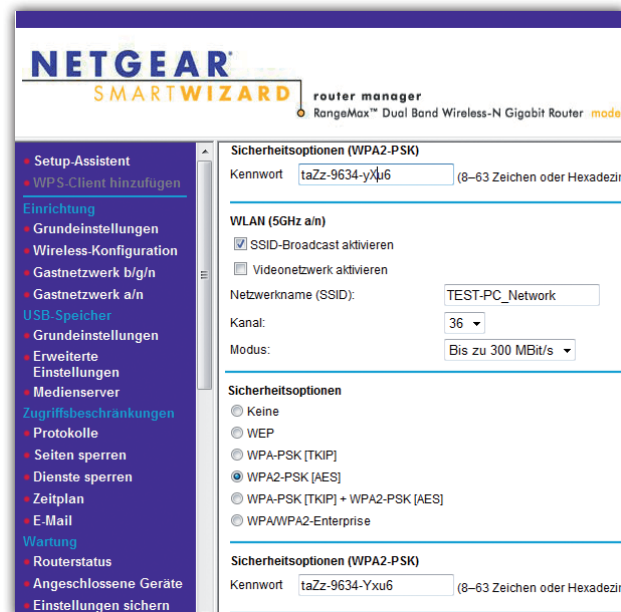 NETGEAR
SMARTWIZARD
router manager
RangeMax™ Dual Band Wireless-N Gigabit Router mode
Setup-Assistent
WPS-Client hinzufügen
Einrichtung
Grundeinstellungen
Wireless-Konfiguration
Gastnetzwerk b/g/n
Gastnetzwerk a/n
USB-Speicher
Grundeinstellungen
Erweiterte
Einstellungen
Medienserver
Zugriffsbeschränkungen
Protokolle
Seiten sperren
Dienste sperren
Zeitplan
E-Mail
Wartung
Routerstatus
Angeschlossene Geräte
Einstellungen sichern
Sicherheitsoptionen (WPA2-PSK)
Kennwort taZz-9634-yXu6 (8–63 Zeichen oder Hexadezir
WLAN (5GHz a/n)
SSID-Broadcast aktivieren
Videonetzwerk aktivieren
Netzwerkname (SSID): TEST-PC_Network
Kanal: 36
Modus: Bis zu 300 MBit/s
Sicherheitsoptionen
Keine
WEP
WPA-PSK [TKIP]
WPA2-PSK [AES]
WPA-PSK [TKIP] + WPA2-PSK [AES]
WPA/WPA2-Enterprise
Sicherheitsoptionen (WPA2-PSK)
Kennwort taZz-9634-Yxu6 (8–63 Zeichen oder Hexadezir